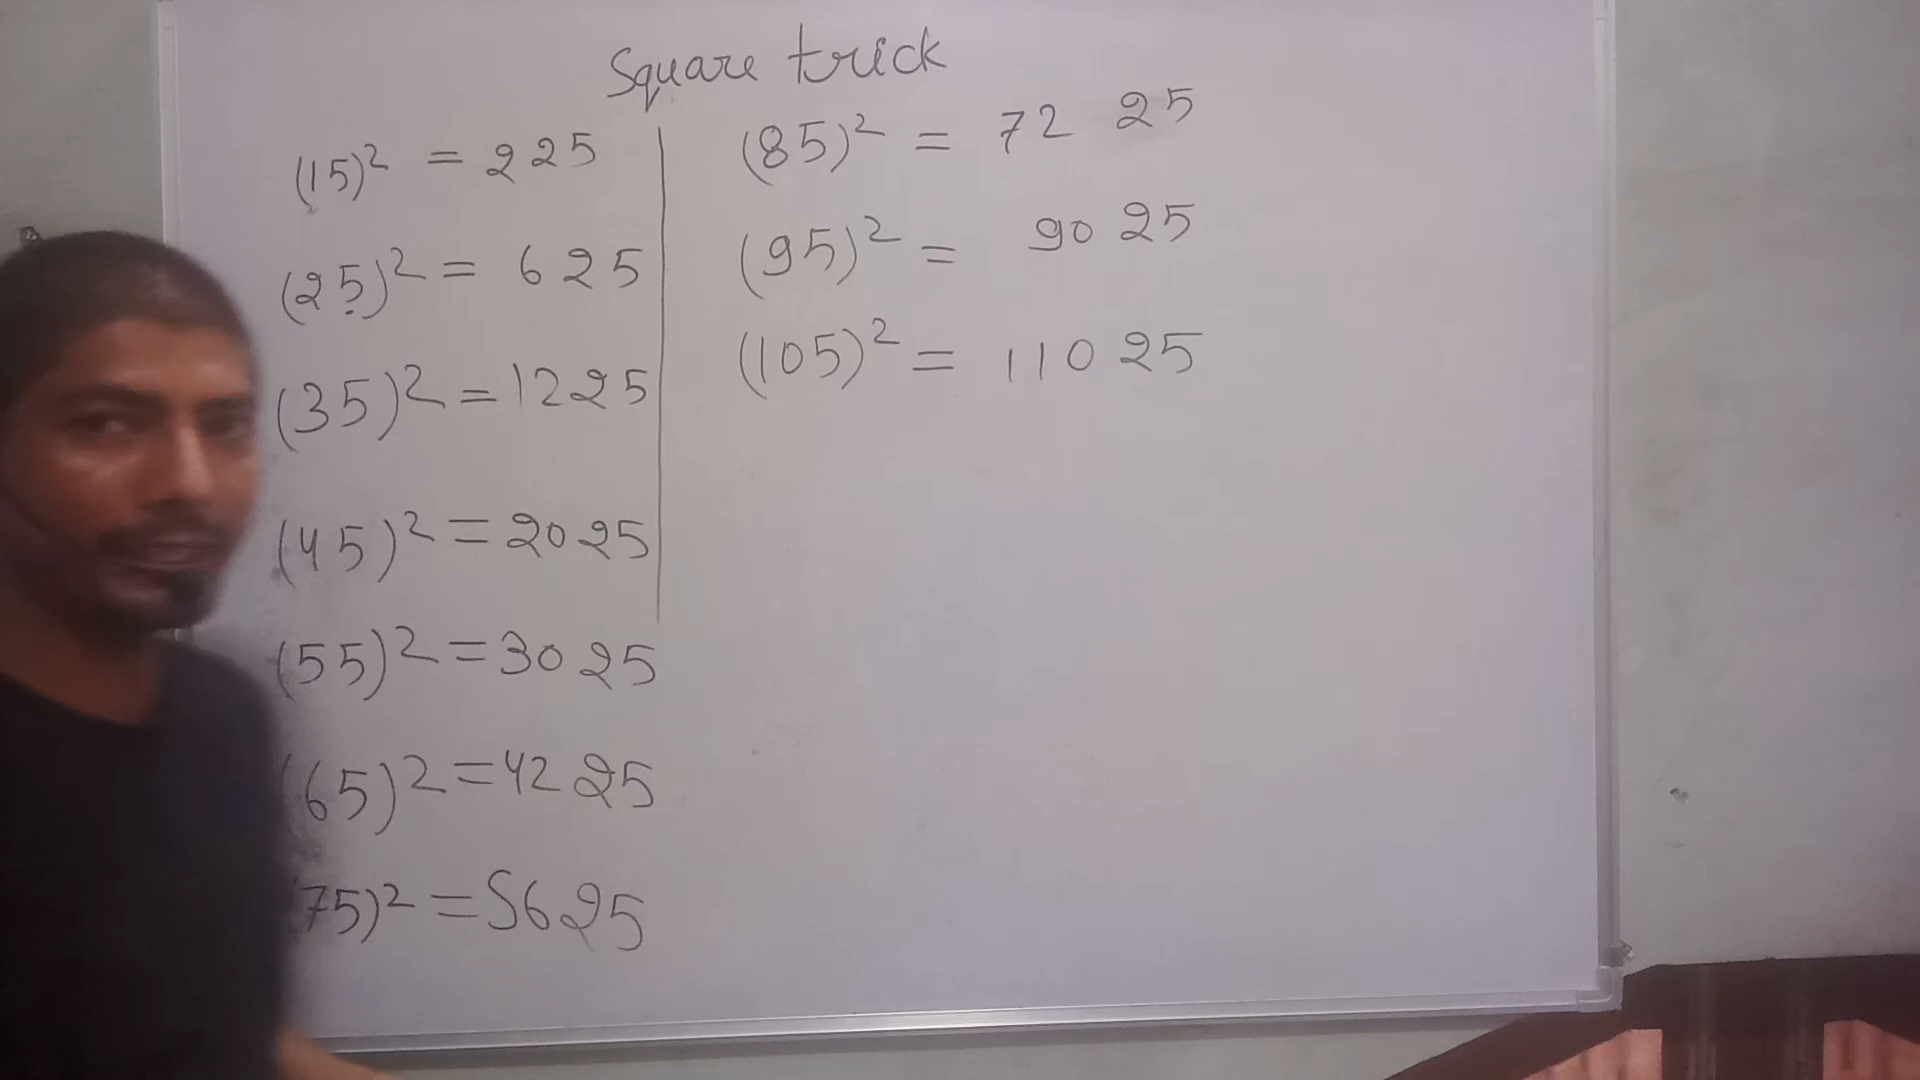 Square trick
(15)² = 225
(25)² = 625
(35)² = 1225
(45)² = 2025
(55)² = 3025
(65)² = 4225
75)² = 5625
(85)² = 72 25
(95)² = 90 25
(105)² = 110 25